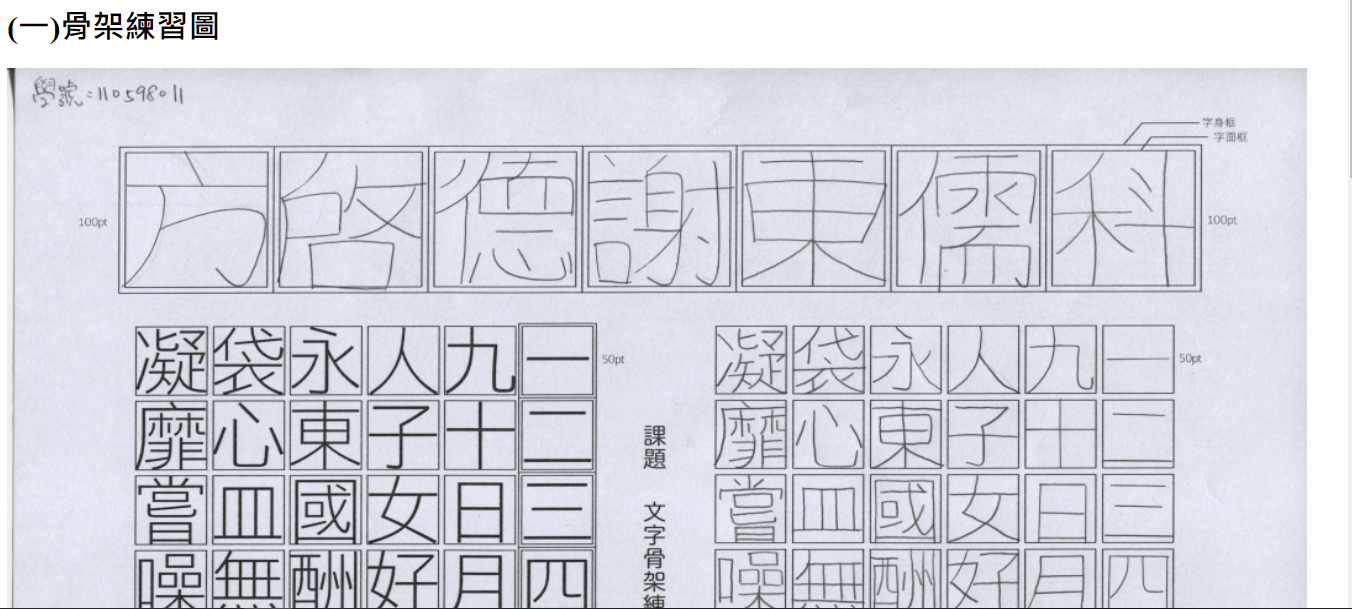 (一)骨架練習圖
學號:110598011
字身框
字面框
100pt
方啓德謝東儒科
100pt
凝袋永人九一
50pt
凝袋永人九一
50pt
靡心東子十二
靡心東子十二
課題 文字骨架練
嘗皿國女日三
嘗皿國女日三
噪無酬好月四
噪無酬好月四